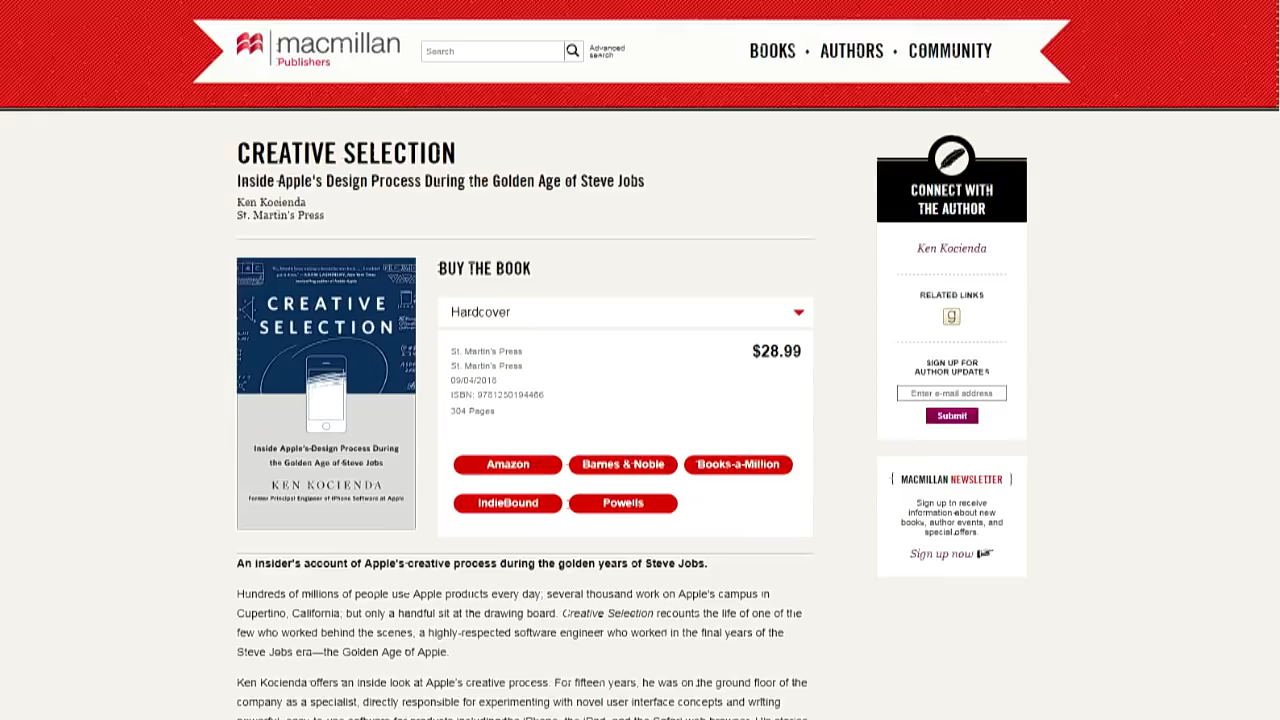 macmillan
Publishers
Search
Advanced search
BOOKS • AUTHORS • COMMUNITY
CREATIVE SELECTION
Inside Apple's Design Process During the Golden Age of Steve Jobs
Ken Kocienda
St. Martin's Press
CREATIVE
SELECTION
Inside Apple's Design Process During
the Golden Age of Steve Jobs
KEN KOCIENDA
Former Principal Engineer of iPhone Software at Apple
BUY THE BOOK
Hardcover
$28.99
St. Martin's Press
St. Martin's Press
09/04/2018
ISBN: 9781250194466
304 Pages
Amazon
Barnes & Noble
Books-a-Million
IndieBound
Powells
An insider's account of Apple's creative process during the golden years of Steve Jobs.
Hundreds of millions of people use Apple products every day; several thousand work on Apple's campus in
Cupertino, California; but only a handful sit at the drawing board. Creative Selection recounts the life of one of the
few who worked behind the scenes, a highly-respected software engineer who worked in the final years of the
Steve Jobs era—the Golden Age of Apple.
Ken Kocienda offers an inside look at Apple's creative process. For fifteen years, he was on the ground floor of the
company as a specialist, directly responsible for experimenting with novel user interface concepts and writing
CONNECT WITH
THE AUTHOR
Ken Kocienda
RELATED LINKS
g
SIGN UP FOR
AUTHOR UPDATES
Enter e-mail address
Submit
MACMILLAN NEWSLETTER
Sign up to receive
information about new
books, author events, and
special offers.
Sign up now